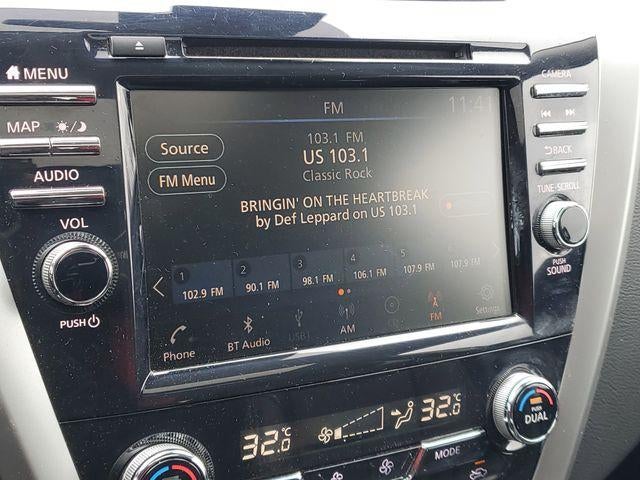 MENU
CAMERA
FM
11:41
MAP
BACK
103.1 FM
Source
US 103.1
Classic Rock
AUDIO
FM Menu
TUNE·SCROLL
BRINGIN' ON THE HEARTBREAK
by Def Leppard on US 103.1
VOL
PUSH
SOUND
1 2 3 4 5
102.9 FM 90.1 FM 98.1 FM 106.1 FM 107.9 FM 107.9 FM
PUSH
Phone BT Audio AM FM Settings
32.0 °C 32.0 °C
PUSH
DUAL
MODE